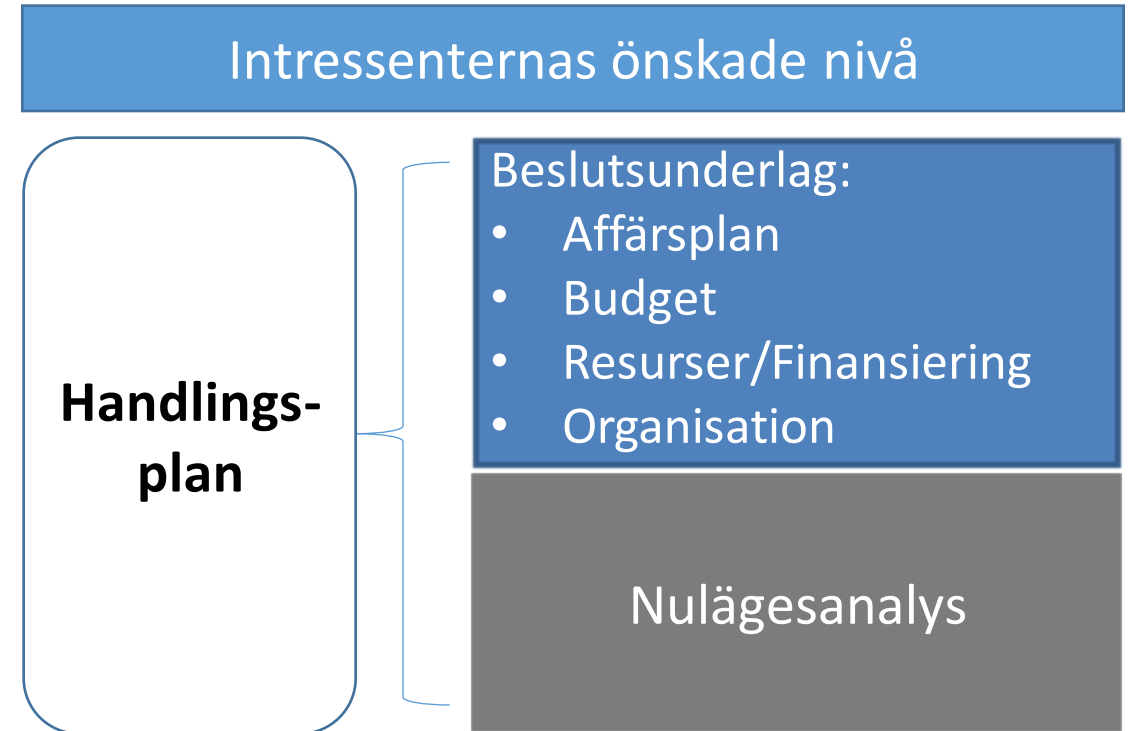 Intressenternas önskade nivå
Handlings-
plan
Beslutsunderlag:
• Affärsplan
• Budget
• Resurser/Finansiering
• Organisation
Nulägesanalys